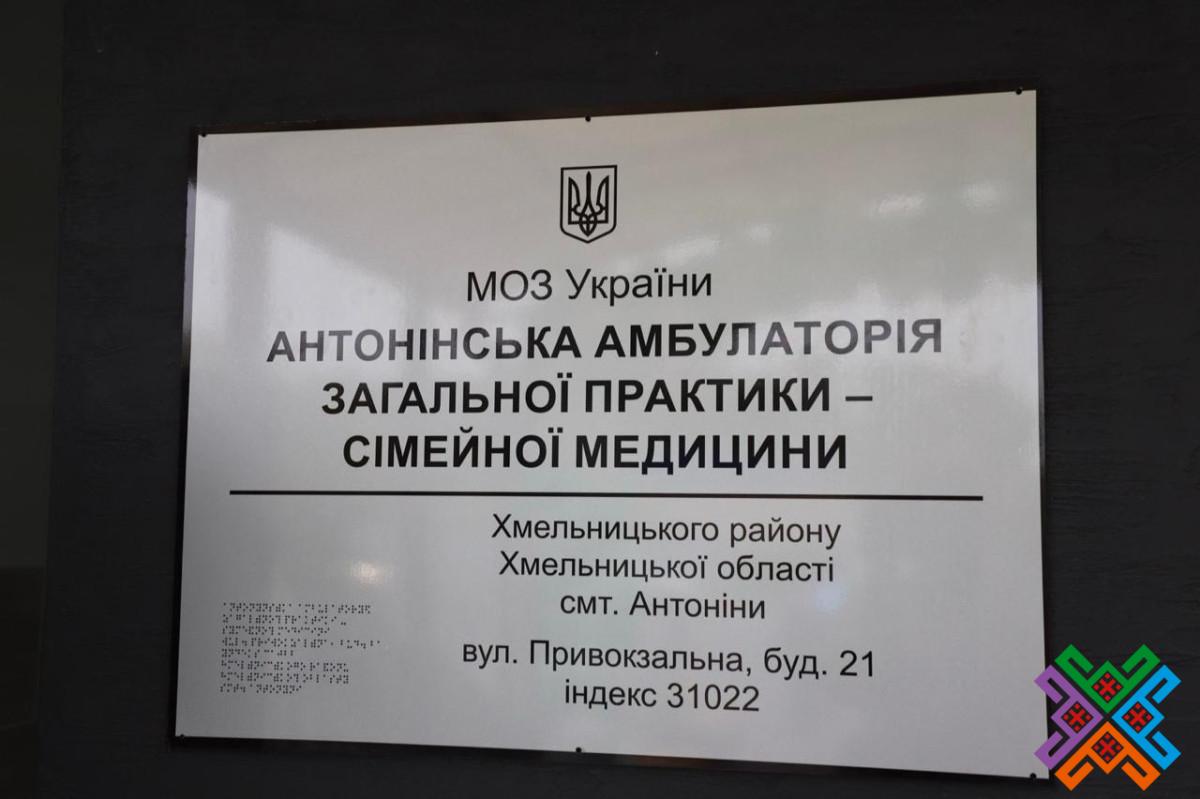 МОЗ України
АНТОНІНСЬКА АМБУЛАТОРІЯ
ЗАГАЛЬНОЇ ПРАКТИКИ –
СІМЕЙНОЇ МЕДИЦИНИ
Хмельницького району
Хмельницької області
смт. Антоніни
вул. Привокзальна, буд. 21
індекс 31022